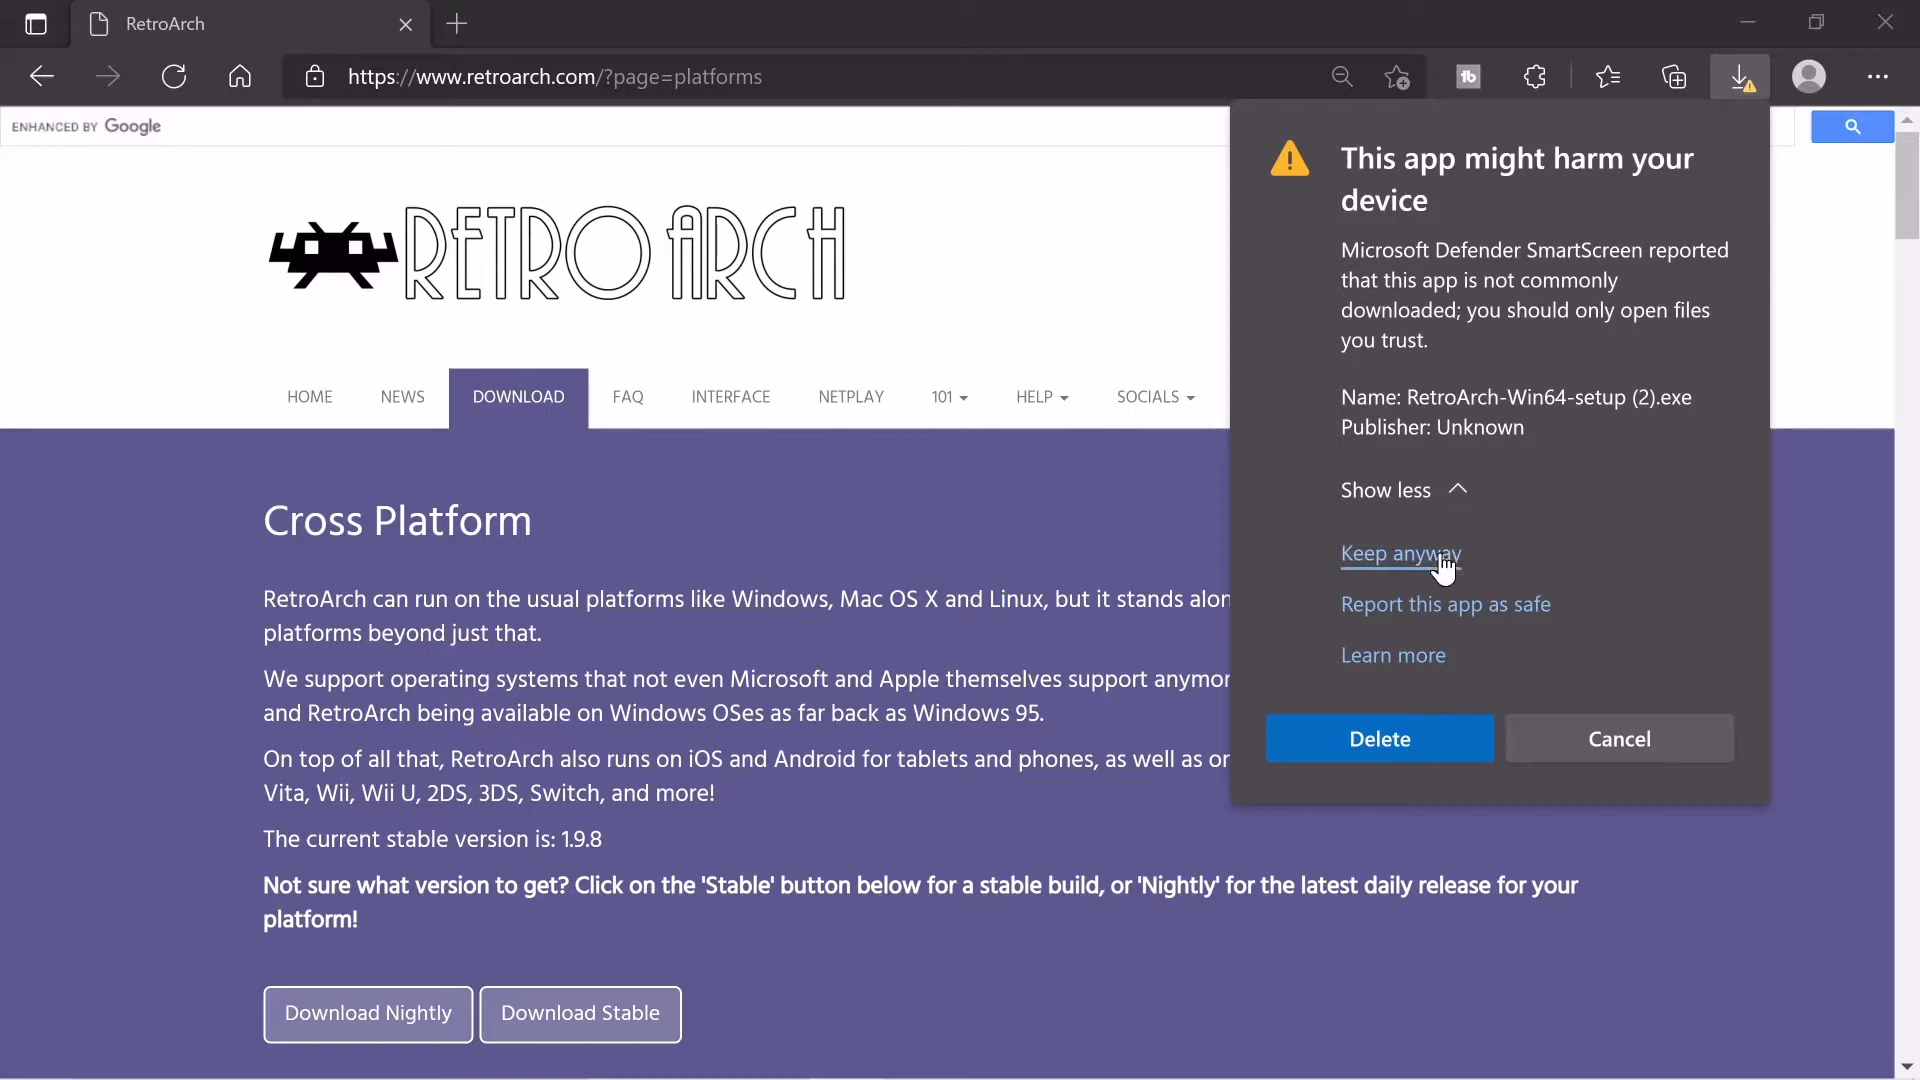 RetroArch
https://www.retroarch.com/?page=platforms
ENHANCED BY Google
RETROARCH
HOME NEWS DOWNLOAD FAQ INTERFACE NETPLAY 101 HELP SOCIALS
Cross Platform
RetroArch can run on the usual platforms like Windows, Mac OS X and Linux, but it stands alon
platforms beyond just that.
We support operating systems that not even Microsoft and Apple themselves support anymor
and RetroArch being available on Windows OSes as far back as Windows 95.
On top of all that, RetroArch also runs on iOS and Android for tablets and phones, as well as or
Vita, Wii, Wii U, 2DS, 3DS, Switch, and more!
The current stable version is: 1.9.8
Not sure what version to get? Click on the 'Stable' button below for a stable build, or 'Nightly' for the latest daily release for your
platform!
Download Nightly
Download Stable
This app might harm your
device
Microsoft Defender SmartScreen reported
that this app is not commonly
downloaded; you should only open files
you trust.
Name: RetroArch-Win64-setup (2).exe
Publisher: Unknown
Show less
Keep anyway
Report this app as safe
Learn more
Delete
Cancel